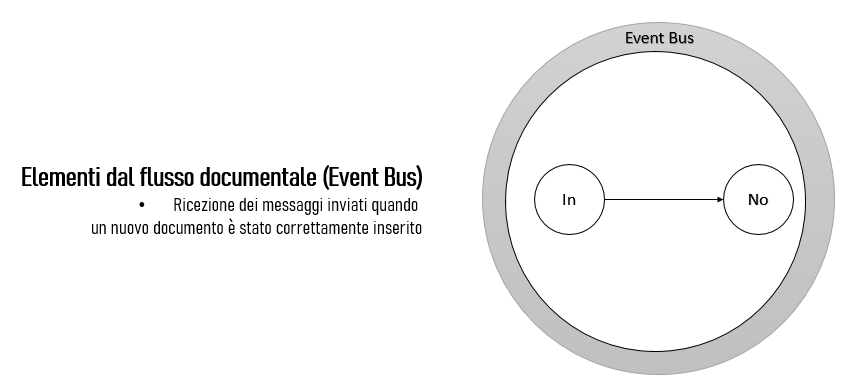 Elementi dal flusso documentale (Event Bus)
• Ricezione dei messaggi inviati quando
un nuovo documento è stato correttamente inserito
Event Bus
In
No